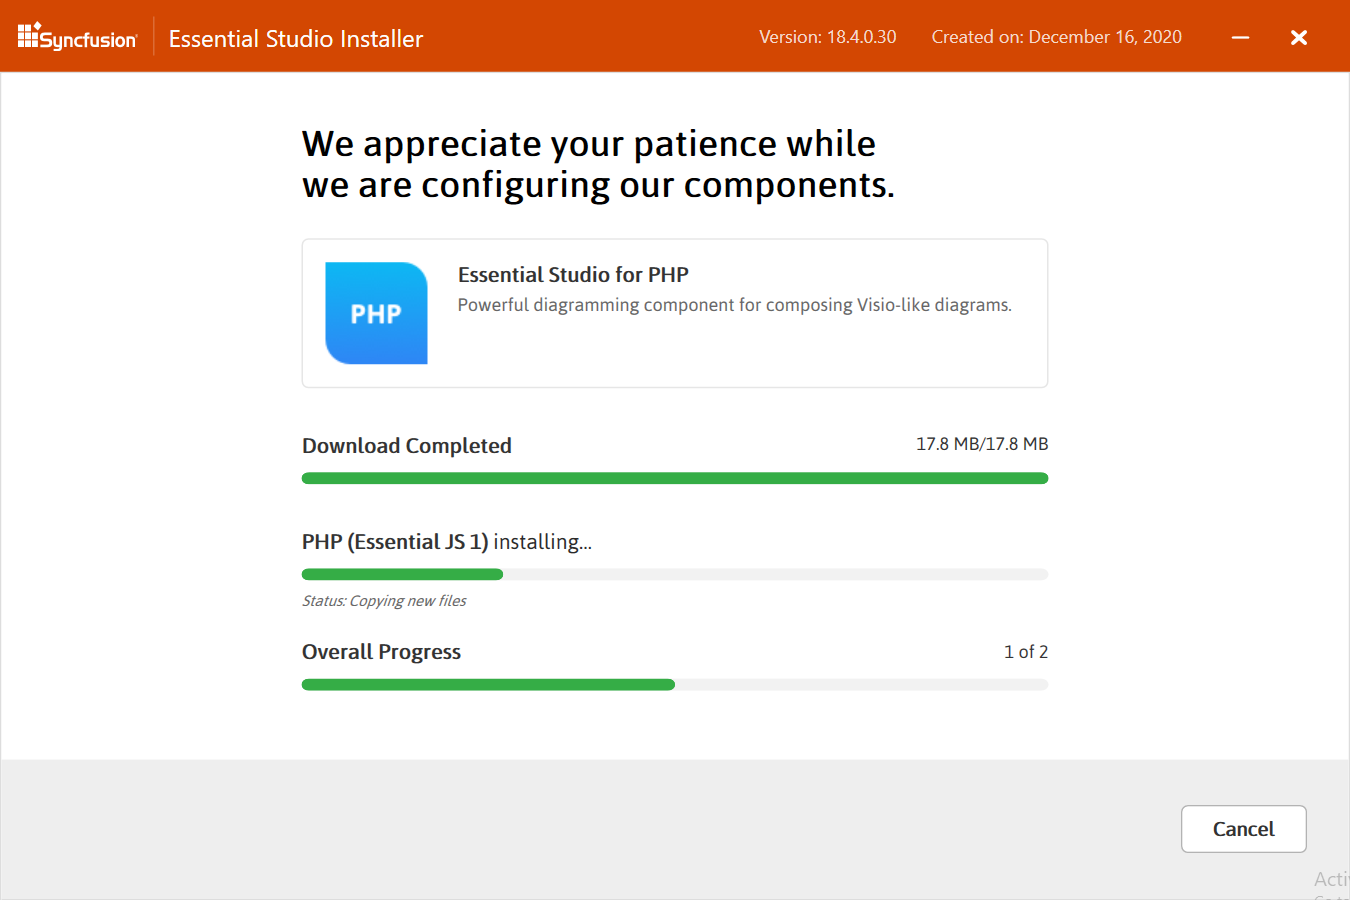 Syncfusion
Essential Studio Installer
Version: 18.4.0.30
Created on: December 16, 2020
We appreciate your patience while
we are configuring our components.
PHP
Essential Studio for PHP
Powerful diagramming component for composing Visio-like diagrams.
Download Completed
17.8 MB/17.8 MB
PHP (Essential JS 1) installing...
Status: Copying new files
Overall Progress
1 of 2
Cancel